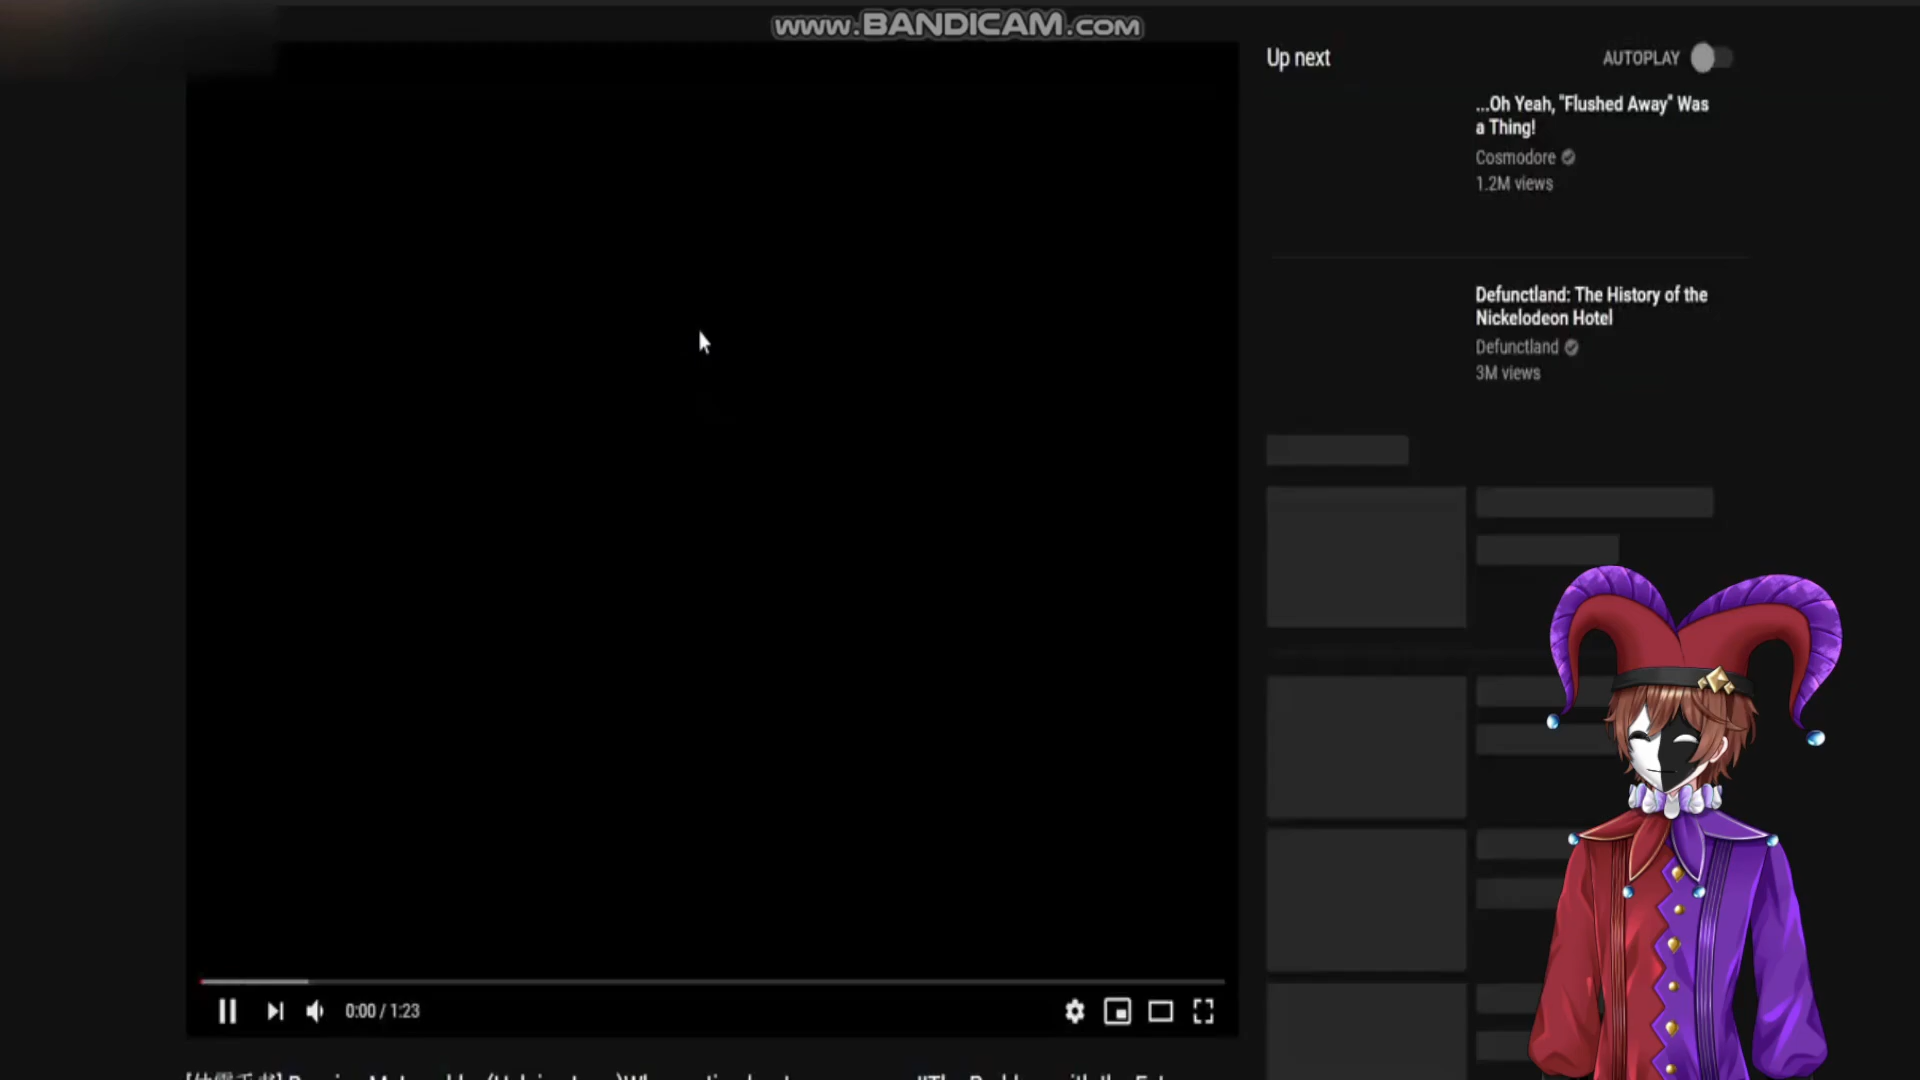 www.BANDICAM.com
Up next
AUTOPLAY
...Oh Yeah, "Flushed Away" Was
a Thing!
Cosmodore
1.2M views
Defunctland: The History of the
Nickelodeon Hotel
Defunctland
3M views
0:00 / 1:23